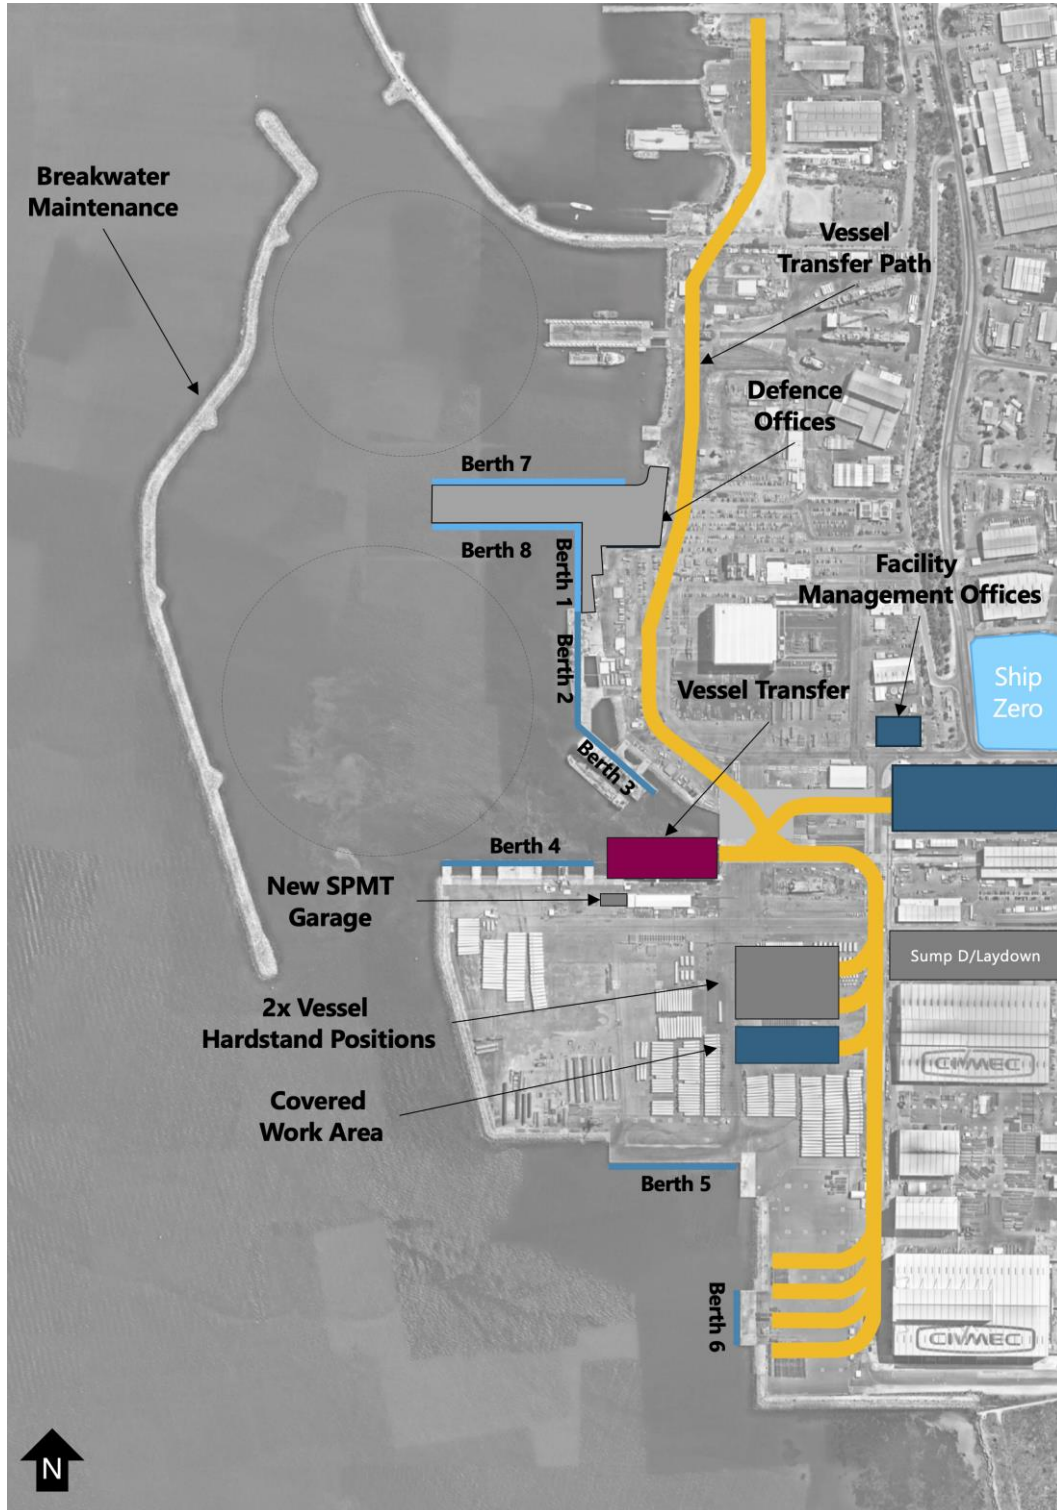 Breakwater
Maintenance
Vessel
Transfer Path
Defence
Offices
Berth 7
Berth 8
Berth 1
Facility
Management Offices
Berth 2
Vessel Transfer
Ship
Zero
Berth 3
Berth 4
New SPMT
Garage
Sump D/Laydown
2x Vessel
Hardstand Positions
CIVMEC
Covered
Work Area
Berth 5
Berth 6
CIVMEC
N